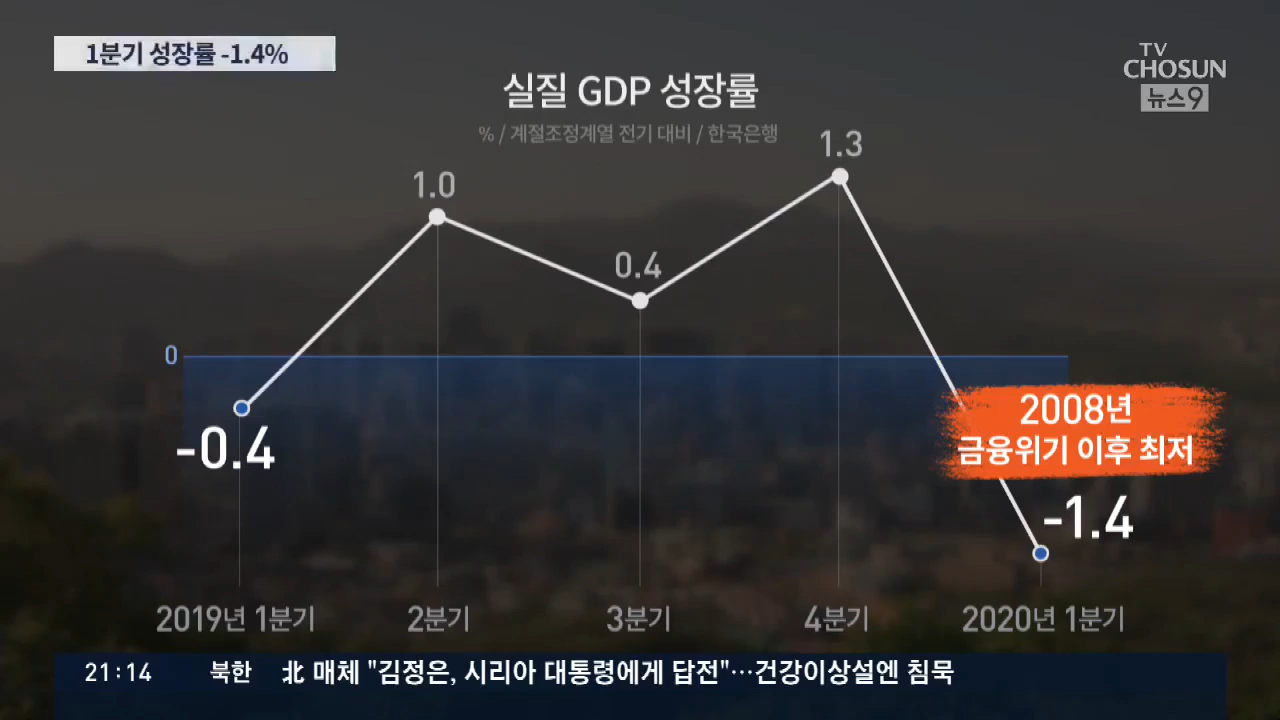 1분기 성장률 -1.4%
TV
CHOSUN
뉴스9
실질 GDP 성장률
% / 계절조정계열 전기 대비 / 한국은행
1.3
1.0
0.4
0
-0.4
2008년
금융위기 이후 최저
-1.4
2019년 1분기
2분기
3분기
4분기
2020년 1분기
21:14 북한 北 매체 "김정은, 시리아 대통령에게 답전"…건강이상설엔 침묵